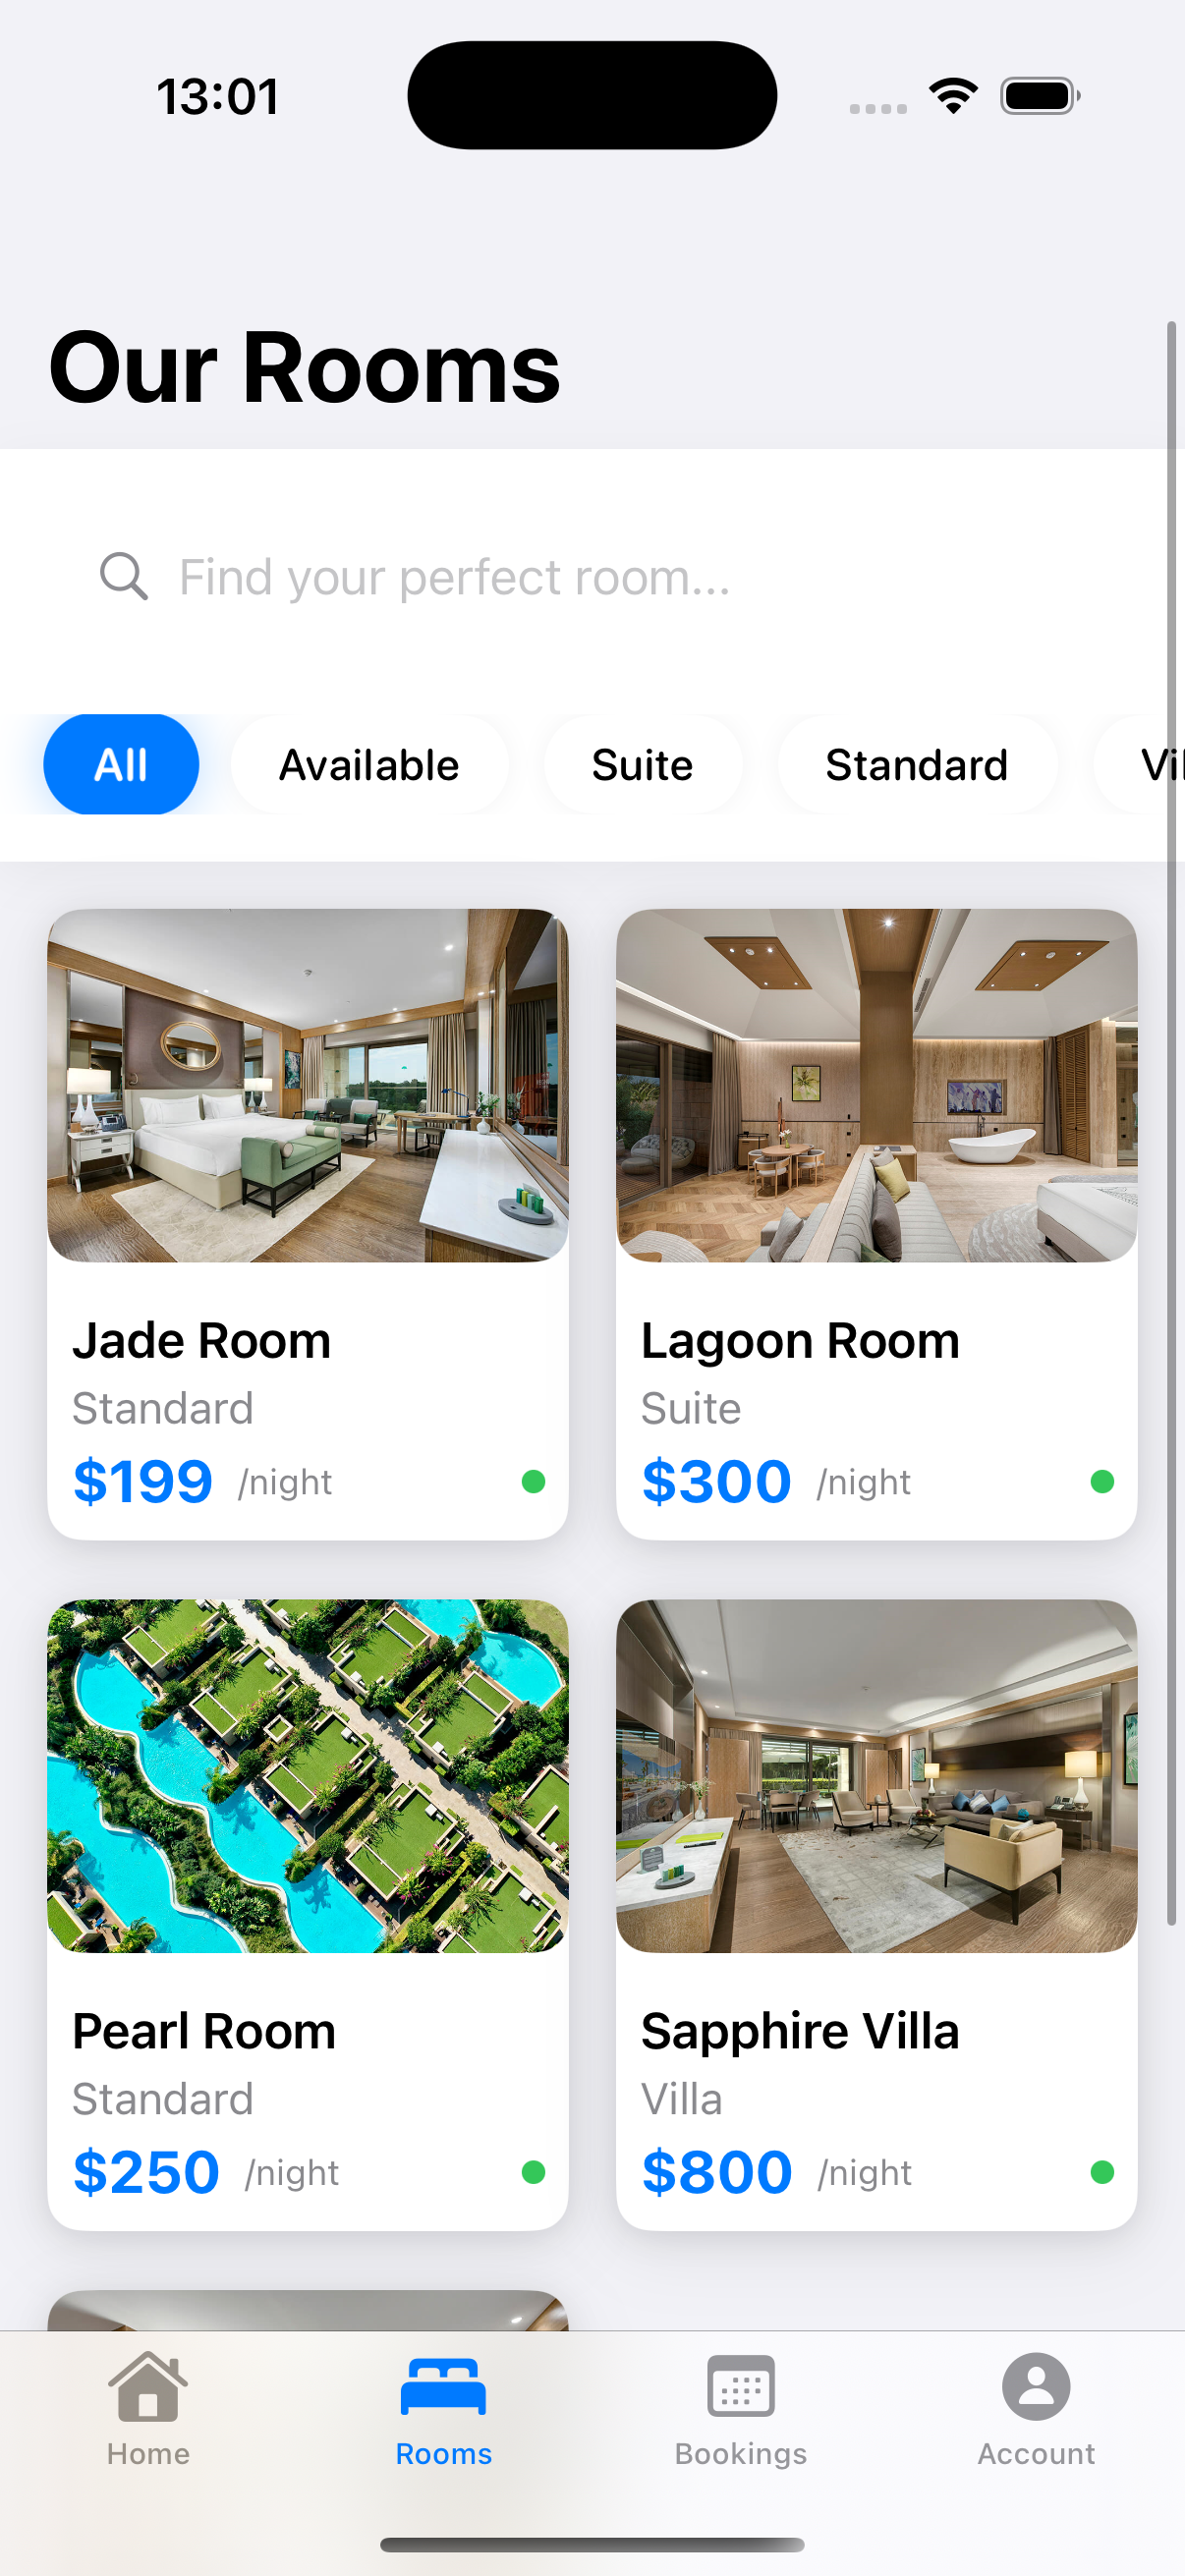 13:01
Our Rooms
Find your perfect room...
All Available Suite Standard
Jade Room
Standard
$199 /night
Lagoon Room
Suite
$300 /night
Pearl Room
Standard
$250 /night
Sapphire Villa
Villa
$800 /night
Home Rooms Bookings Account